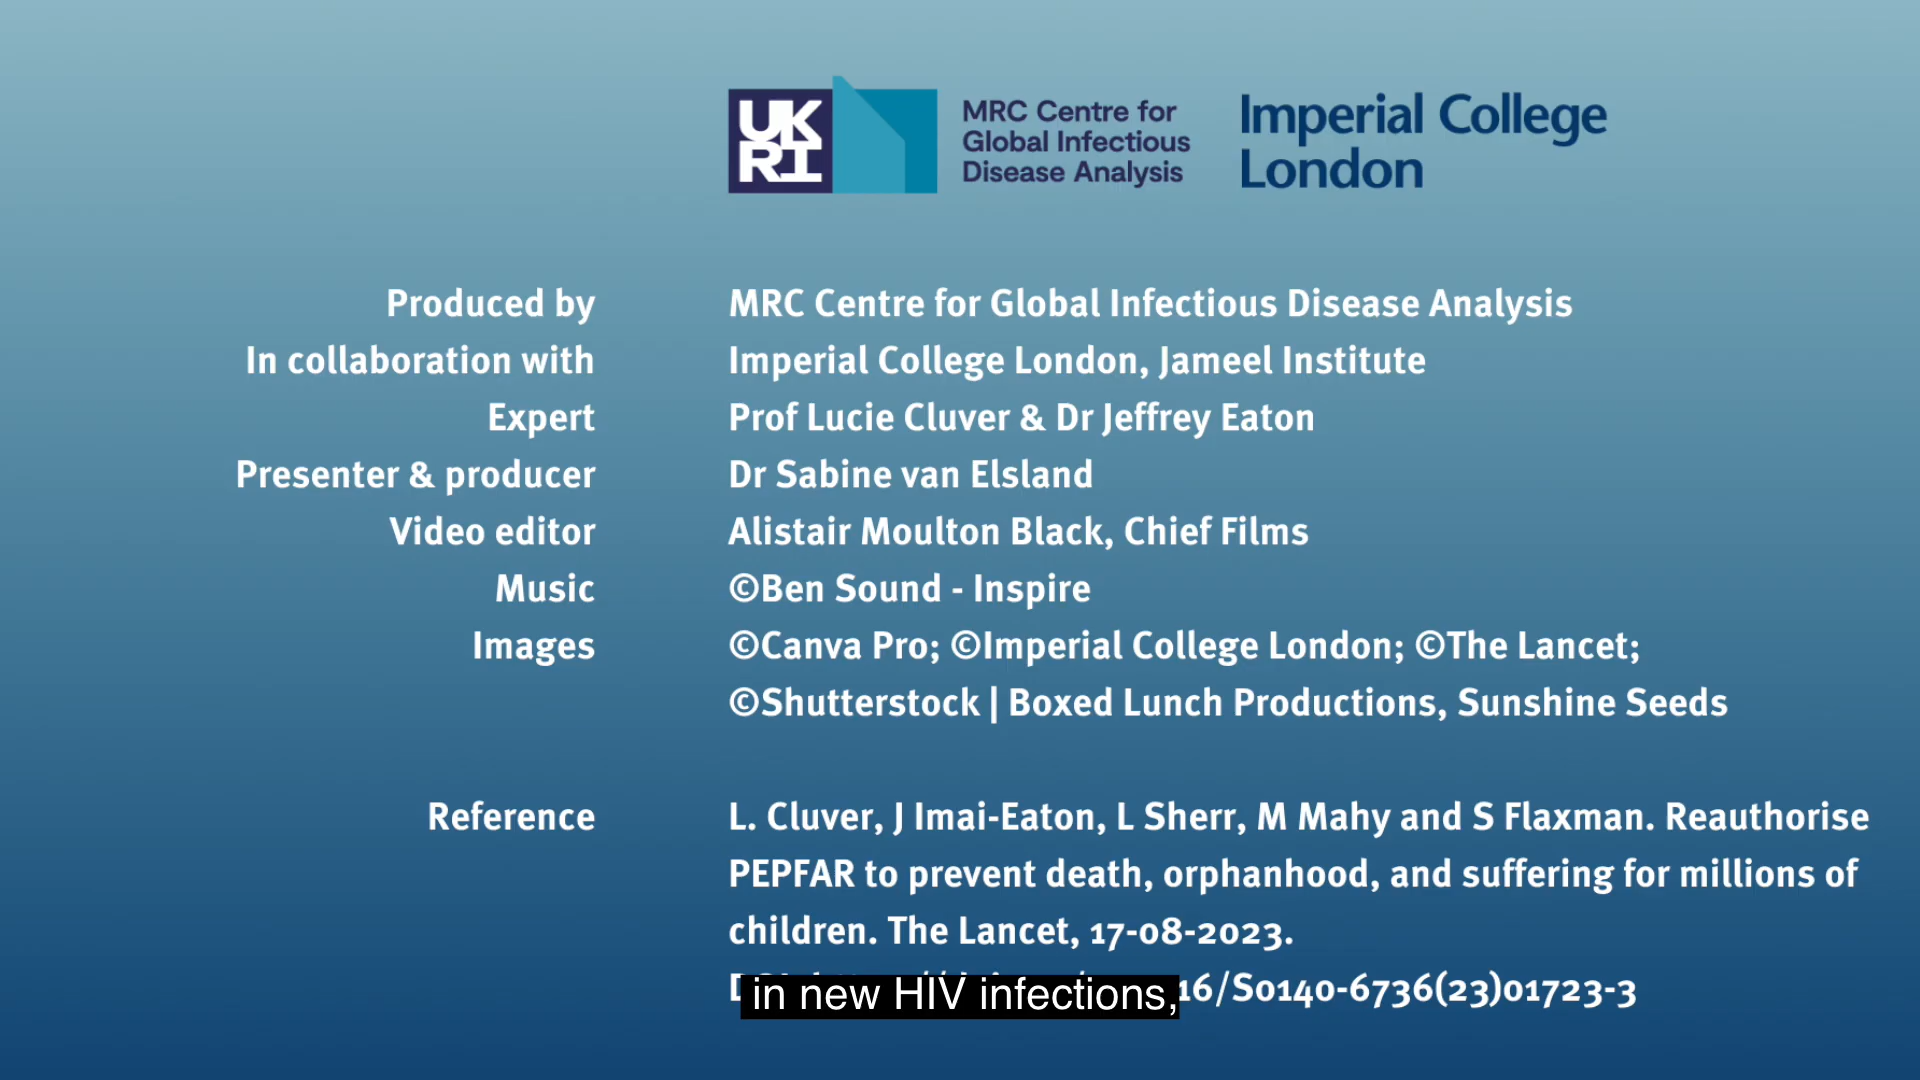 UK
RI
MRC Centre for
Global Infectious
Disease Analysis
Imperial College
London
Produced by MRC Centre for Global Infectious Disease Analysis
In collaboration with Imperial College London, Jameel Institute
Expert Prof Lucie Cluver & Dr Jeffrey Eaton
Presenter & producer Dr Sabine van Elsland
Video editor Alistair Moulton Black, Chief Films
Music ©Ben Sound - Inspire
Images ©Canva Pro; ©Imperial College London; ©The Lancet;
©Shutterstock | Boxed Lunch Productions, Sunshine Seeds
Reference L. Cluver, J Imai-Eaton, L Sherr, M Mahy and S Flaxman. Reauthorise
PEPFAR to prevent death, orphanhood, and suffering for millions of
children. The Lancet, 17-08-2023.
16/S0140-6736(23)01723-3
in new HIV infections,